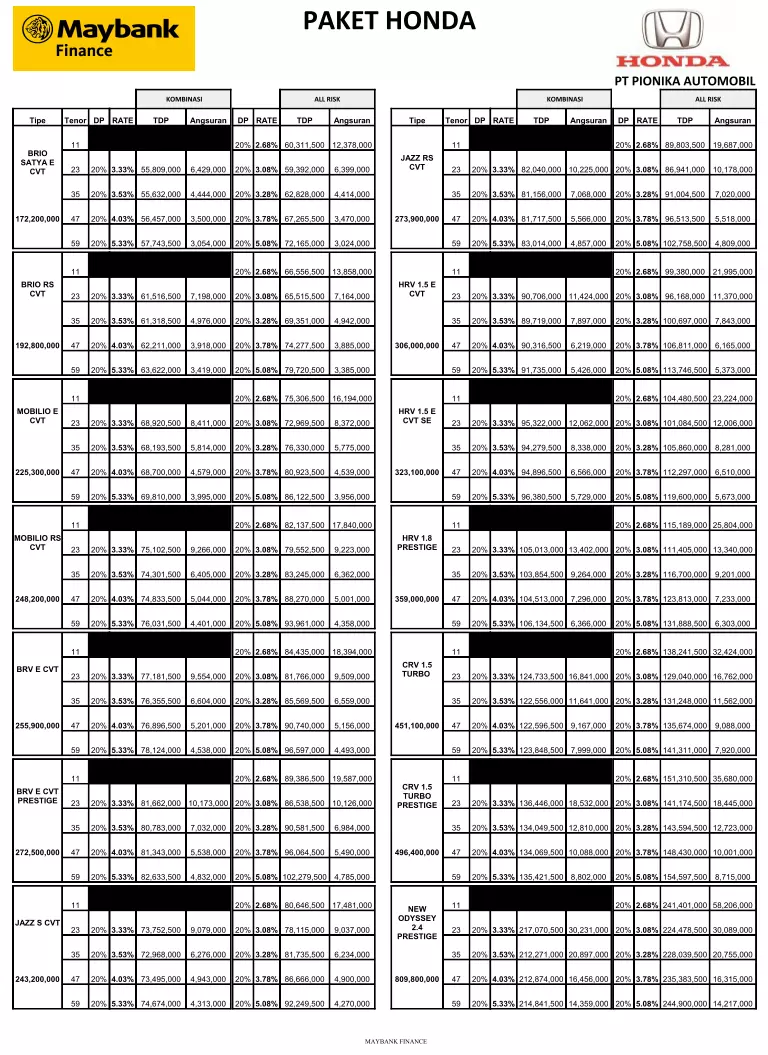 Maybank
Finance
PAKET HONDA
HONDA
PT PIONIKA AUTOMOBIL
KOMBINASI ALL RISK
Tipe Tenor DP RATE TDP Angsuran DP RATE TDP Angsuran
BRIO SATYA E CVT
172,200,000
11 20% 2.68% 60,311,500 12,378,000
23 20% 3.33% 55,809,000 6,429,000 20% 3.08% 59,392,000 6,399,000
35 20% 3.53% 55,632,000 4,444,000 20% 3.28% 62,828,000 4,414,000
47 20% 4.03% 56,457,000 3,500,000 20% 3.78% 67,265,500 3,470,000
59 20% 5.33% 57,743,500 3,054,000 20% 5.08% 72,165,000 3,024,000
BRIO RS CVT
192,800,000
11 20% 2.68% 66,556,500 13,858,000
23 20% 3.33% 61,516,500 7,198,000 20% 3.08% 65,515,500 7,164,000
35 20% 3.53% 61,318,500 4,976,000 20% 3.28% 69,351,000 4,942,000
47 20% 4.03% 62,211,000 3,918,000 20% 3.78% 74,277,500 3,885,000
59 20% 5.33% 63,622,000 3,419,000 20% 5.08% 79,720,500 3,385,000
MOBILIO E CVT
225,300,000
11 20% 2.68% 75,306,500 16,194,000
23 20% 3.33% 68,920,500 8,411,000 20% 3.08% 72,969,500 8,372,000
35 20% 3.53% 68,193,500 5,814,000 20% 3.28% 76,330,000 5,775,000
47 20% 4.03% 68,700,000 4,579,000 20% 3.78% 80,923,500 4,539,000
59 20% 5.33% 69,810,000 3,995,000 20% 5.08% 86,122,500 3,956,000
MOBILIO RS CVT
248,200,000
11 20% 2.68% 82,137,500 17,840,000
23 20% 3.33% 75,102,500 9,266,000 20% 3.08% 79,552,500 9,223,000
35 20% 3.53% 74,301,500 6,405,000 20% 3.28% 83,245,000 6,362,000
47 20% 4.03% 74,833,500 5,044,000 20% 3.78% 88,270,000 5,001,000
59 20% 5.33% 76,031,500 4,401,000 20% 5.08% 93,961,000 4,358,000
BRV E CVT
255,900,000
11 20% 2.68% 84,435,000 18,394,000
23 20% 3.33% 77,181,500 9,554,000 20% 3.08% 81,766,000 9,509,000
35 20% 3.53% 76,355,500 6,604,000 20% 3.28% 85,569,500 6,559,000
47 20% 4.03% 76,896,500 5,201,000 20% 3.78% 90,740,000 5,156,000
59 20% 5.33% 78,124,000 4,538,000 20% 5.08% 96,597,000 4,493,000
BRV E CVT PRESTIGE
272,500,000
11 20% 2.68% 89,386,500 19,587,000
23 20% 3.33% 81,662,000 10,173,000 20% 3.08% 86,538,500 10,126,000
35 20% 3.53% 80,783,000 7,032,000 20% 3.28% 90,581,000 6,984,000
47 20% 4.03% 81,343,000 5,538,000 20% 3.78% 96,064,500 5,490,000
59 20% 5.33% 82,633,500 4,832,000 20% 5.08% 102,279,500 4,785,000
JAZZ S CVT
243,200,000
11 20% 2.68% 80,646,500 17,481,000
23 20% 3.33% 73,752,500 9,079,000 20% 3.08% 78,115,000 9,037,000
35 20% 3.53% 72,968,000 6,276,000 20% 3.28% 81,735,500 6,234,000
47 20% 4.03% 73,495,000 4,943,000 20% 3.78% 86,666,000 4,900,000
59 20% 5.33% 74,674,000 4,313,000 20% 5.08% 92,249,500 4,270,000
KOMBINASI ALL RISK
Tipe Tenor DP RATE TDP Angsuran DP RATE TDP Angsuran
JAZZ RS CVT
273,900,000
11 20% 2.68% 89,803,500 19,687,000
23 20% 3.33% 82,040,000 10,225,000 20% 3.08% 86,941,000 10,178,000
35 20% 3.53% 81,156,000 7,068,000 20% 3.28% 91,004,500 7,020,000
47 20% 4.03% 81,717,500 5,566,000 20% 3.78% 96,513,500 5,518,000
59 20% 5.33% 83,014,000 4,857,000 20% 5.08% 102,758,500 4,809,000
HRV 1.5 E CVT
306,000,000
11 20% 2.68% 99,380,000 21,995,000
23 20% 3.33% 90,706,000 11,424,000 20% 3.08% 96,168,000 11,370,000
35 20% 3.53% 89,719,000 7,897,000 20% 3.28% 100,697,000 7,843,000
47 20% 4.03% 90,316,500 6,219,000 20% 3.78% 106,811,000 6,165,000
59 20% 5.33% 91,735,000 5,426,000 20% 5.08% 113,746,500 5,373,000
HRV 1.5 E CVT SE
323,100,000
11 20% 2.68% 104,480,500 23,224,000
23 20% 3.33% 95,322,000 12,062,000 20% 3.08% 101,084,500 12,006,000
35 20% 3.53% 94,279,500 8,338,000 20% 3.28% 105,860,000 8,281,000
47 20% 4.03% 94,896,500 6,566,000 20% 3.78% 112,297,000 6,510,000
59 20% 5.33% 96,380,500 5,729,000 20% 5.08% 119,600,000 5,673,000
HRV 1.8 PRESTIGE
359,000,000
11 20% 2.68% 115,189,000 25,804,000
23 20% 3.33% 105,013,000 13,402,000 20% 3.08% 111,405,000 13,340,000
35 20% 3.53% 103,854,500 9,264,000 20% 3.28% 116,700,000 9,201,000
47 20% 4.03% 104,513,000 7,296,000 20% 3.78% 123,813,000 7,233,000
59 20% 5.33% 106,134,500 6,366,000 20% 5.08% 131,888,500 6,303,000
CRV 1.5 TURBO
451,100,000
11 20% 2.68% 138,241,500 32,424,000
23 20% 3.33% 124,733,500 16,841,000 20% 3.08% 129,040,000 16,762,000
35 20% 3.53% 122,556,000 11,641,000 20% 3.28% 131,248,000 11,562,000
47 20% 4.03% 122,596,500 9,167,000 20% 3.78% 135,674,000 9,088,000
59 20% 5.33% 123,848,500 7,999,000 20% 5.08% 141,311,000 7,920,000
CRV 1.5 TURBO PRESTIGE
496,400,000
11 20% 2.68% 151,310,500 35,680,000
23 20% 3.33% 136,446,000 18,532,000 20% 3.08% 141,174,500 18,445,000
35 20% 3.53% 134,049,500 12,810,000 20% 3.28% 143,594,500 12,723,000
47 20% 4.03% 134,069,500 10,088,000 20% 3.78% 148,430,000 10,001,000
59 20% 5.33% 135,421,500 8,802,000 20% 5.08% 154,597,500 8,715,000
NEW ODYSSEY 2.4 PRESTIGE
809,800,000
11 20% 2.68% 241,401,000 58,206,000
23 20% 3.33% 217,070,500 30,231,000 20% 3.08% 224,478,500 30,089,000
35 20% 3.53% 212,271,000 20,897,000 20% 3.28% 228,039,500 20,755,000
47 20% 4.03% 212,874,000 16,456,000 20% 3.78% 235,383,500 16,315,000
59 20% 5.33% 214,841,500 14,359,000 20% 5.08% 244,900,000 14,217,000
MAYBANK FINANCE